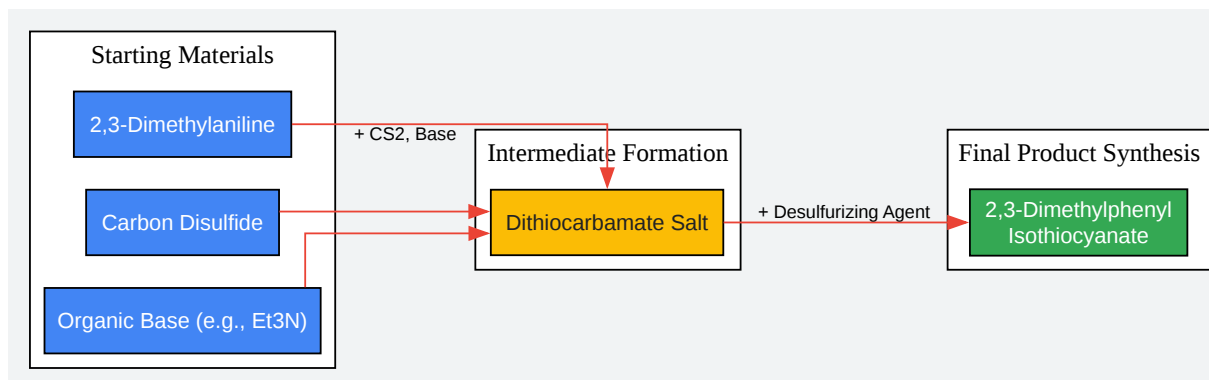 Starting Materials
2,3-Dimethylaniline
+ CS2, Base
Carbon Disulfide
Organic Base (e.g., Et3N)
Intermediate Formation
Dithiocarbamate Salt
+ Desulfurizing Agent
Final Product Synthesis
2,3-Dimethylphenyl
Isothiocyanate